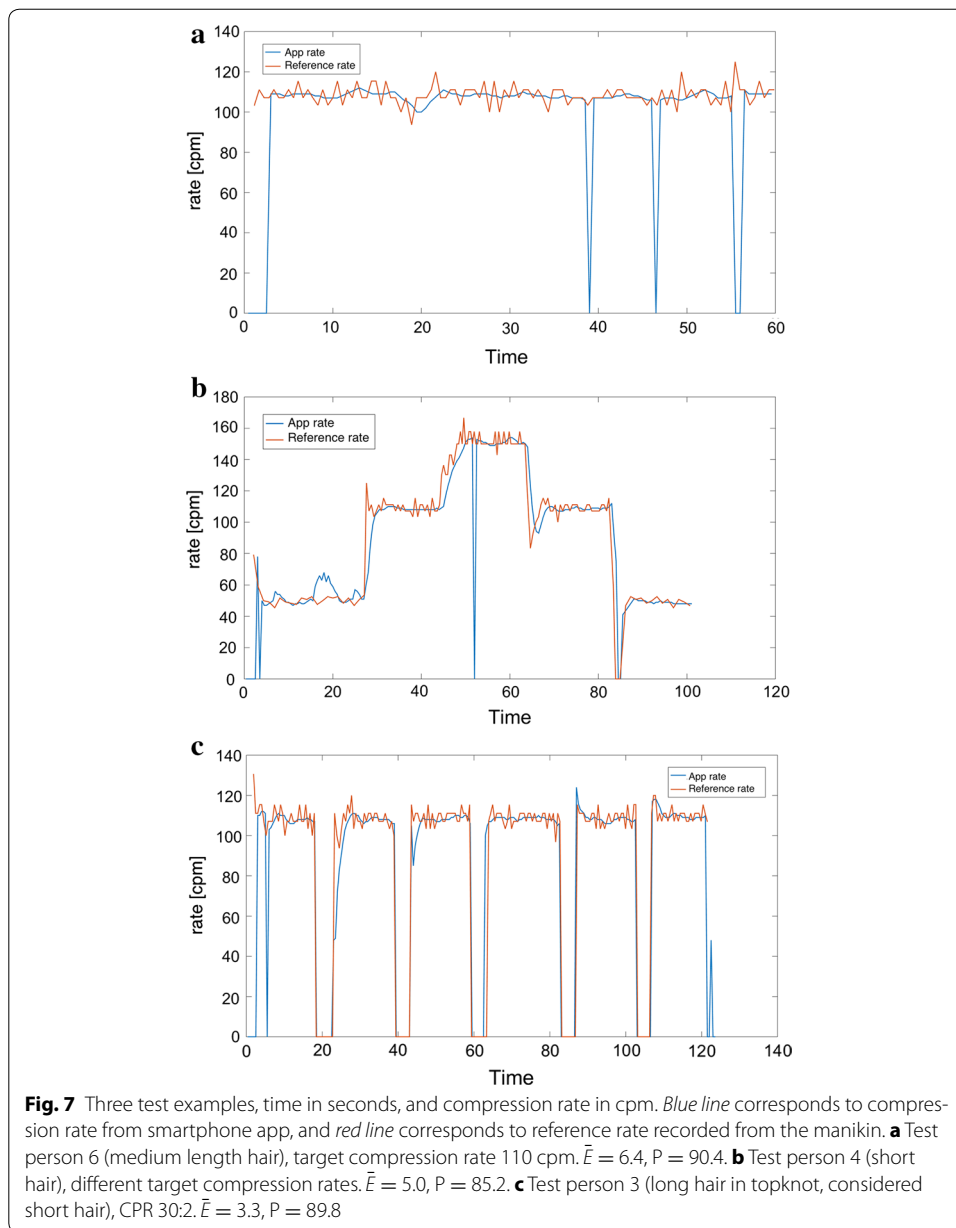 a
140
120
100
80
60
40
20
0
rate [cpm]
App rate
Reference rate
0 10 20 30 40 50 60
Time
b
180
160
140
120
100
80
60
40
20
0
rate [cpm]
App rate
Reference rate
0 20 40 60 80 100 120
Time
c
140
120
100
80
60
40
20
0
rate [cpm]
App rate
Reference rate
0 20 40 60 80 100 120 140
Time
Fig. 7 Three test examples, time in seconds, and compression rate in cpm. Blue line corresponds to compres-
sion rate from smartphone app, and red line corresponds to reference rate recorded from the manikin. a Test
person 6 (medium length hair), target compression rate 110 cpm. Ē = 6.4, P = 90.4. b Test person 4 (short
hair), different target compression rates. Ē = 5.0, P = 85.2. c Test person 3 (long hair in topknot, considered
short hair), CPR 30:2. Ē = 3.3, P = 89.8